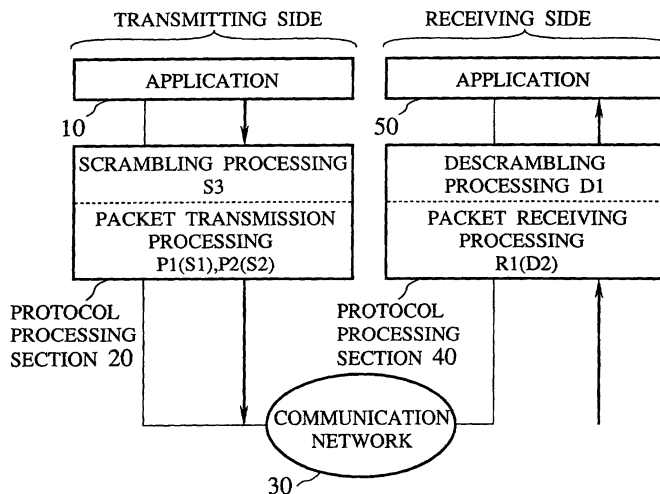 TRANSMITTING SIDE
RECEIVING SIDE
APPLICATION
APPLICATION
10
50
SCRAMBLING PROCESSING
S3
DESCRAMBLING
PROCESSING D1
PACKET TRANSMISSION
PROCESSING
P1(S1),P2(S2)
PACKET RECEIVING
PROCESSING
R1(D2)
PROTOCOL
PROCESSING
SECTION 20
PROTOCOL
PROCESSING
SECTION 40
COMMUNICATION
NETWORK
30